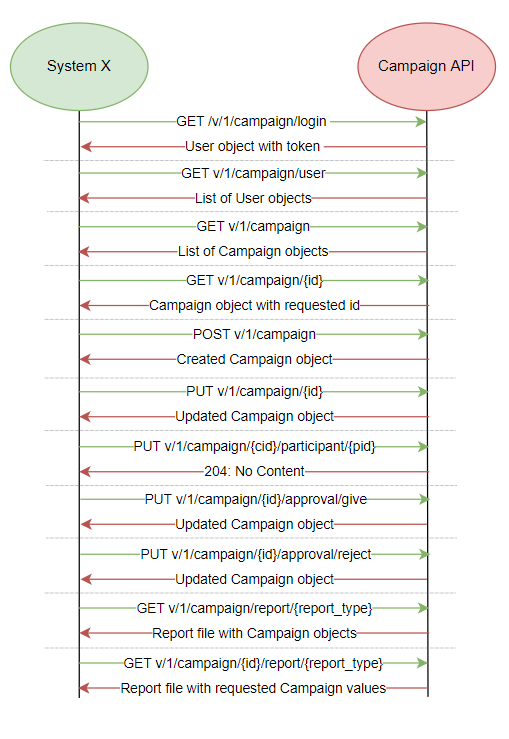 System X
Campaign API
GET /v/1/campaign/login
User object with token
GET v/1/campaign/user
List of User objects
GET v/1/campaign
List of Campaign objects
GET v/1/campaign/{id}
Campaign object with requested id
POST v/1/campaign
Created Campaign object
PUT v/1/campaign/{id}
Updated Campaign object
PUT v/1/campaign/{cid}/participant/{pid}
204: No Content
PUT v/1/campaign/{id}/approval/give
Updated Campaign object
PUT v/1/campaign/{id}/approval/reject
Updated Campaign object
GET v/1/campaign/report/{report_type}
Report file with Campaign objects
GET v/1/campaign/{id}/report/{report_type}
Report file with requested Campaign values